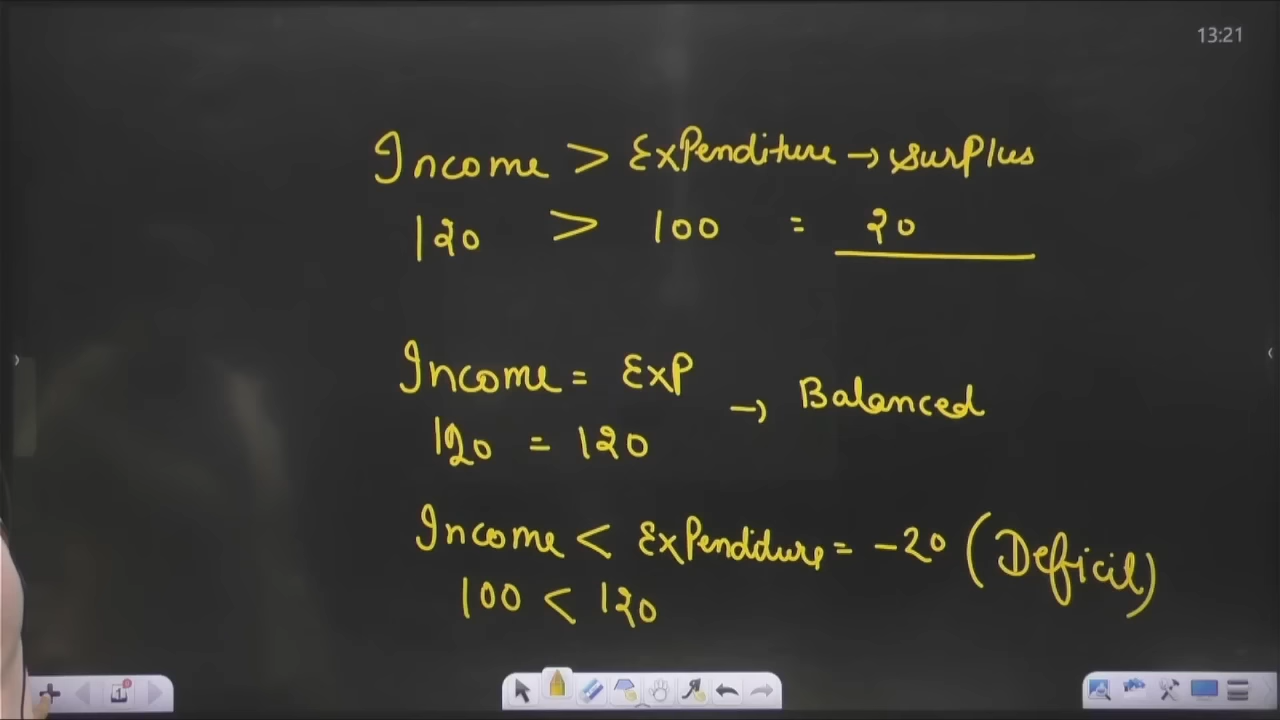 13:21
Income > Expenditure → Surplus
120 > 100 = 20
Income = Exp
→ Balanced
120 = 120
Income < Expenditure = -20 (Deficit)
100 < 120